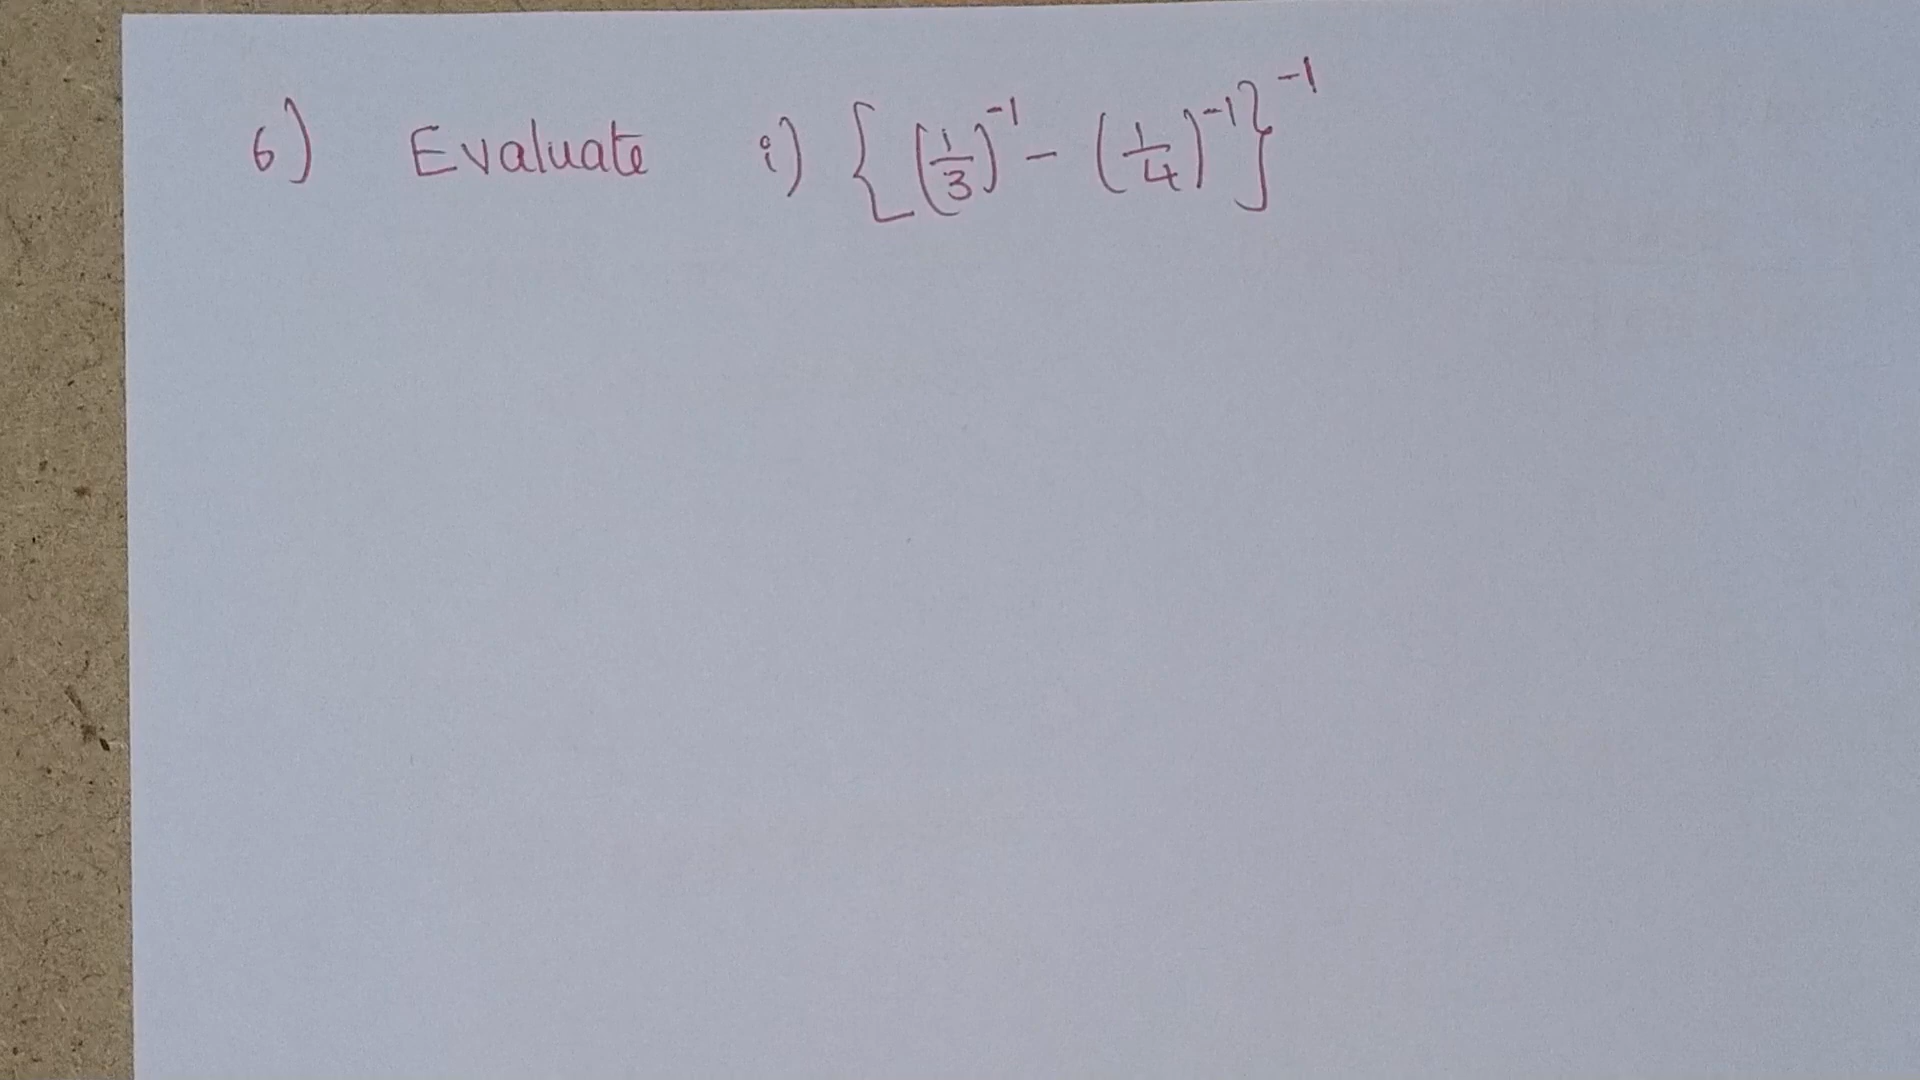 6) Evaluate i) {(1/3)⁻¹ - (1/4)⁻¹}⁻¹